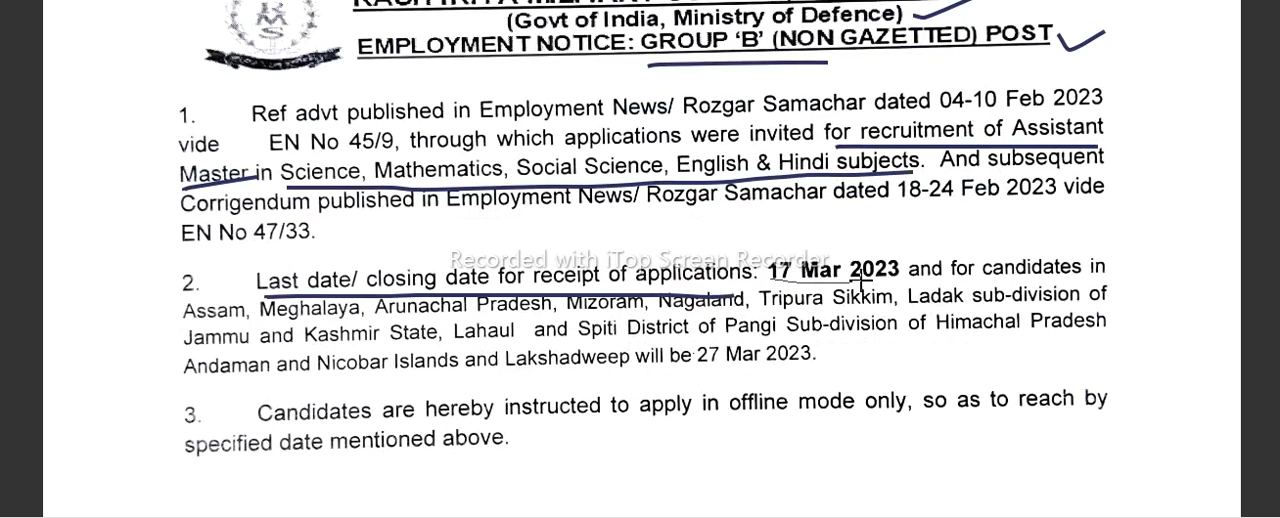 (Govt of India, Ministry of Defence)
EMPLOYMENT NOTICE: GROUP ‘B’ (NON GAZETTED) POST
1. Ref advt published in Employment News/ Rozgar Samachar dated 04-10 Feb 2023
vide EN No 45/9, through which applications were invited for recruitment of Assistant
Master in Science, Mathematics, Social Science, English & Hindi subjects. And subsequent
Corrigendum published in Employment News/ Rozgar Samachar dated 18-24 Feb 2023 vide
EN No 47/33.
Recorded with iTop Screen Recorder
2. Last date/ closing date for receipt of applications: 17 Mar 2023 and for candidates in
Assam, Meghalaya, Arunachal Pradesh, Mizoram, Nagaland, Tripura Sikkim, Ladak sub-division of
Jammu and Kashmir State, Lahaul and Spiti District of Pangi Sub-division of Himachal Pradesh
Andaman and Nicobar Islands and Lakshadweep will be 27 Mar 2023.
3. Candidates are hereby instructed to apply in offline mode only, so as to reach by
specified date mentioned above.